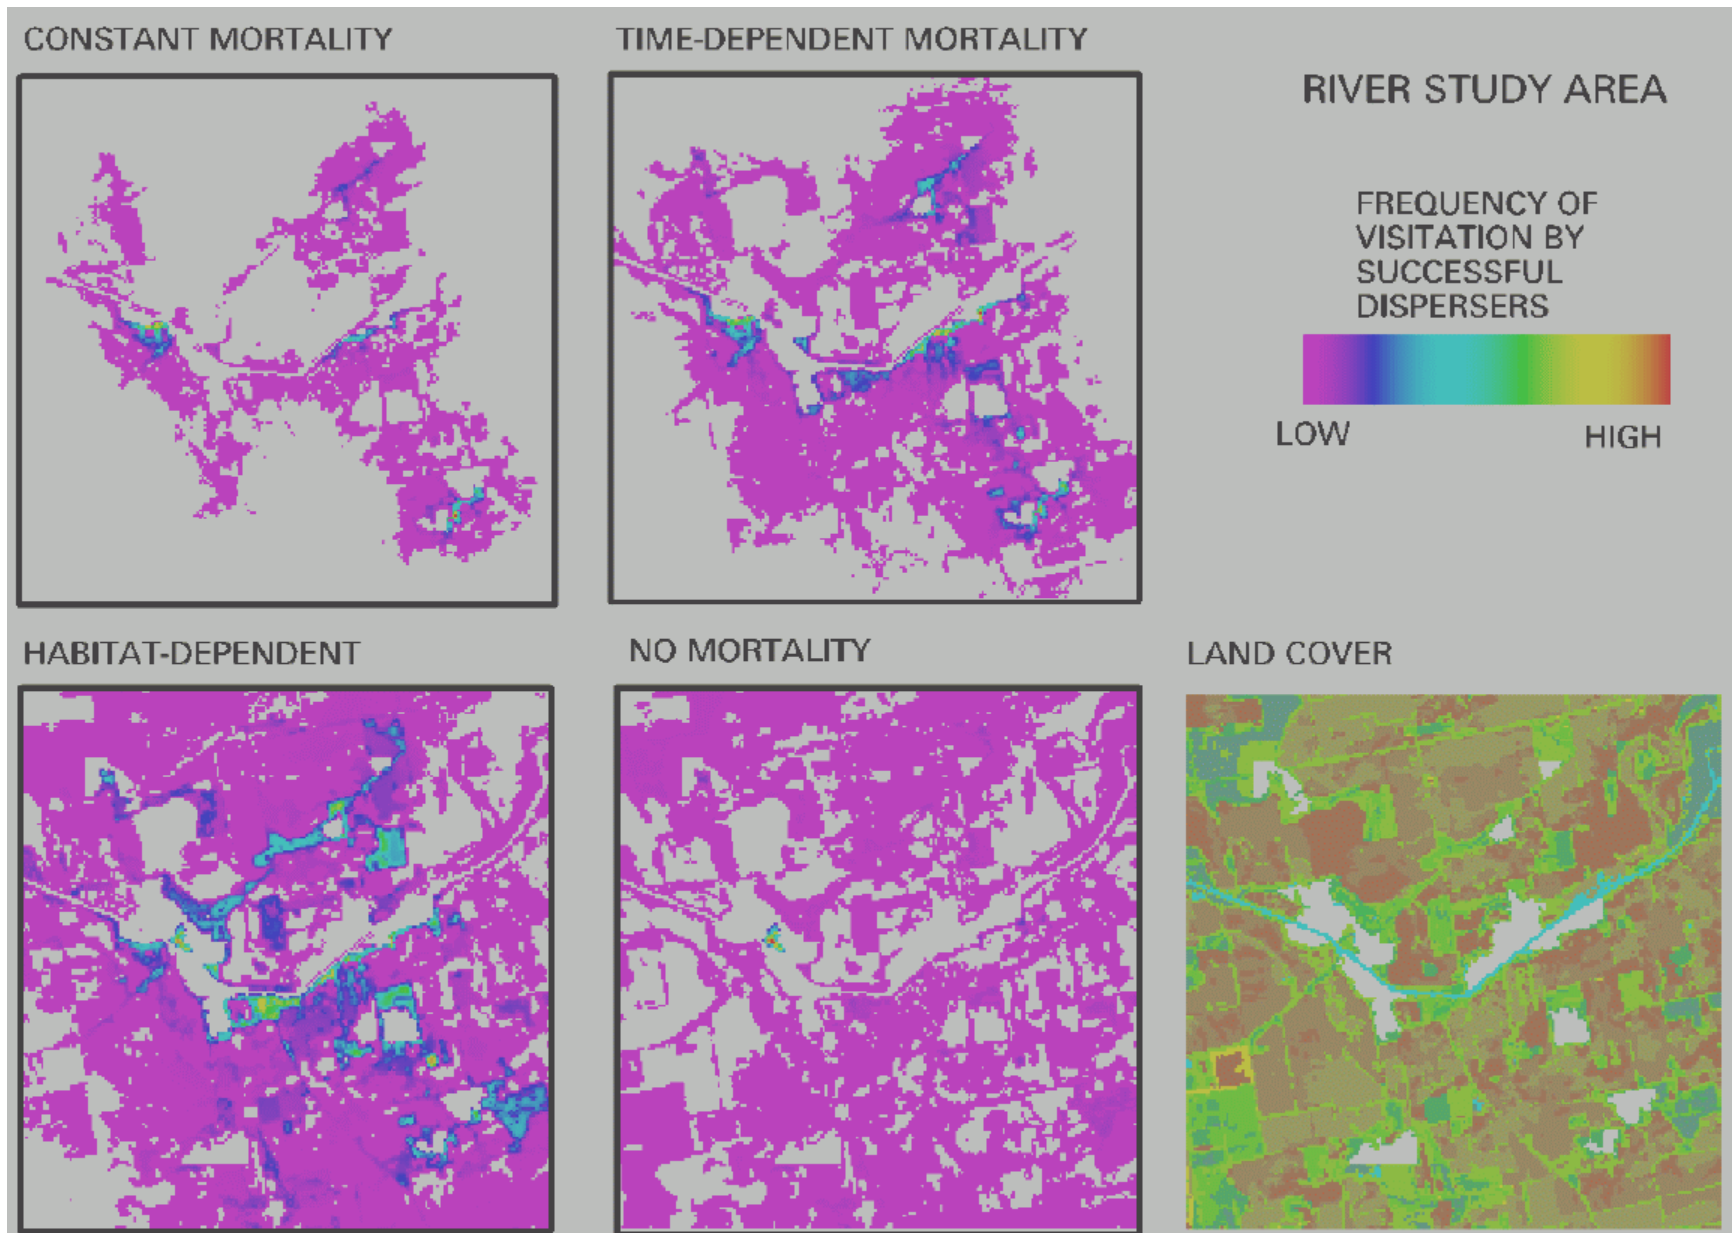 CONSTANT MORTALITY
TIME-DEPENDENT MORTALITY
RIVER STUDY AREA
FREQUENCY OF
VISITATION BY
SUCCESSFUL
DISPERSERS
LOW
HIGH
HABITAT-DEPENDENT
NO MORTALITY
LAND COVER